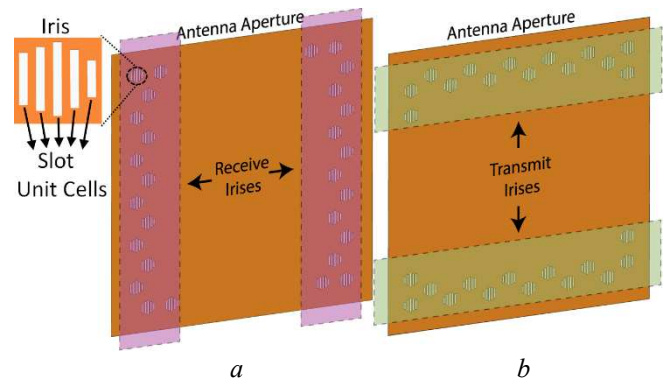 Iris
Antenna Aperture
Antenna Aperture
Slot
Unit Cells
Receive
Irises
Transmit
Irises
a
b